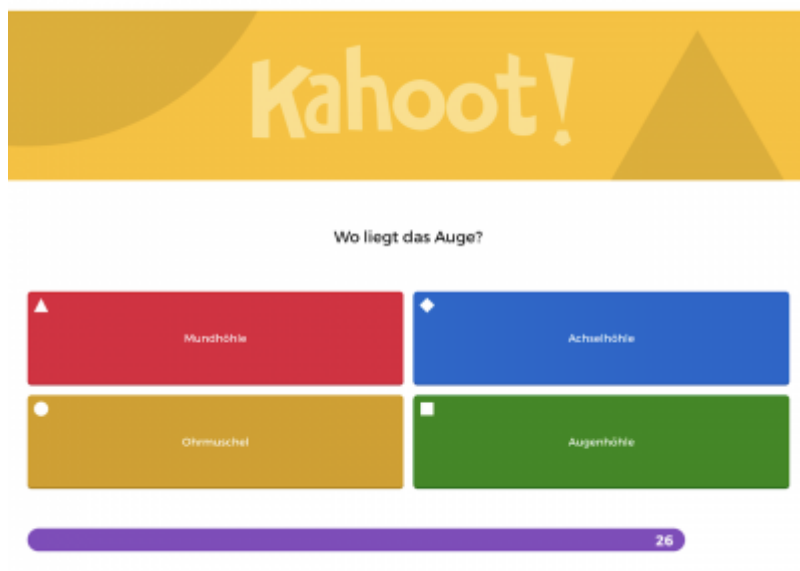 Kahoot!
Wo liegt das Auge?
Mundhöhle
Achselhöhle
Ohrmuschel
Augenhöhle
26